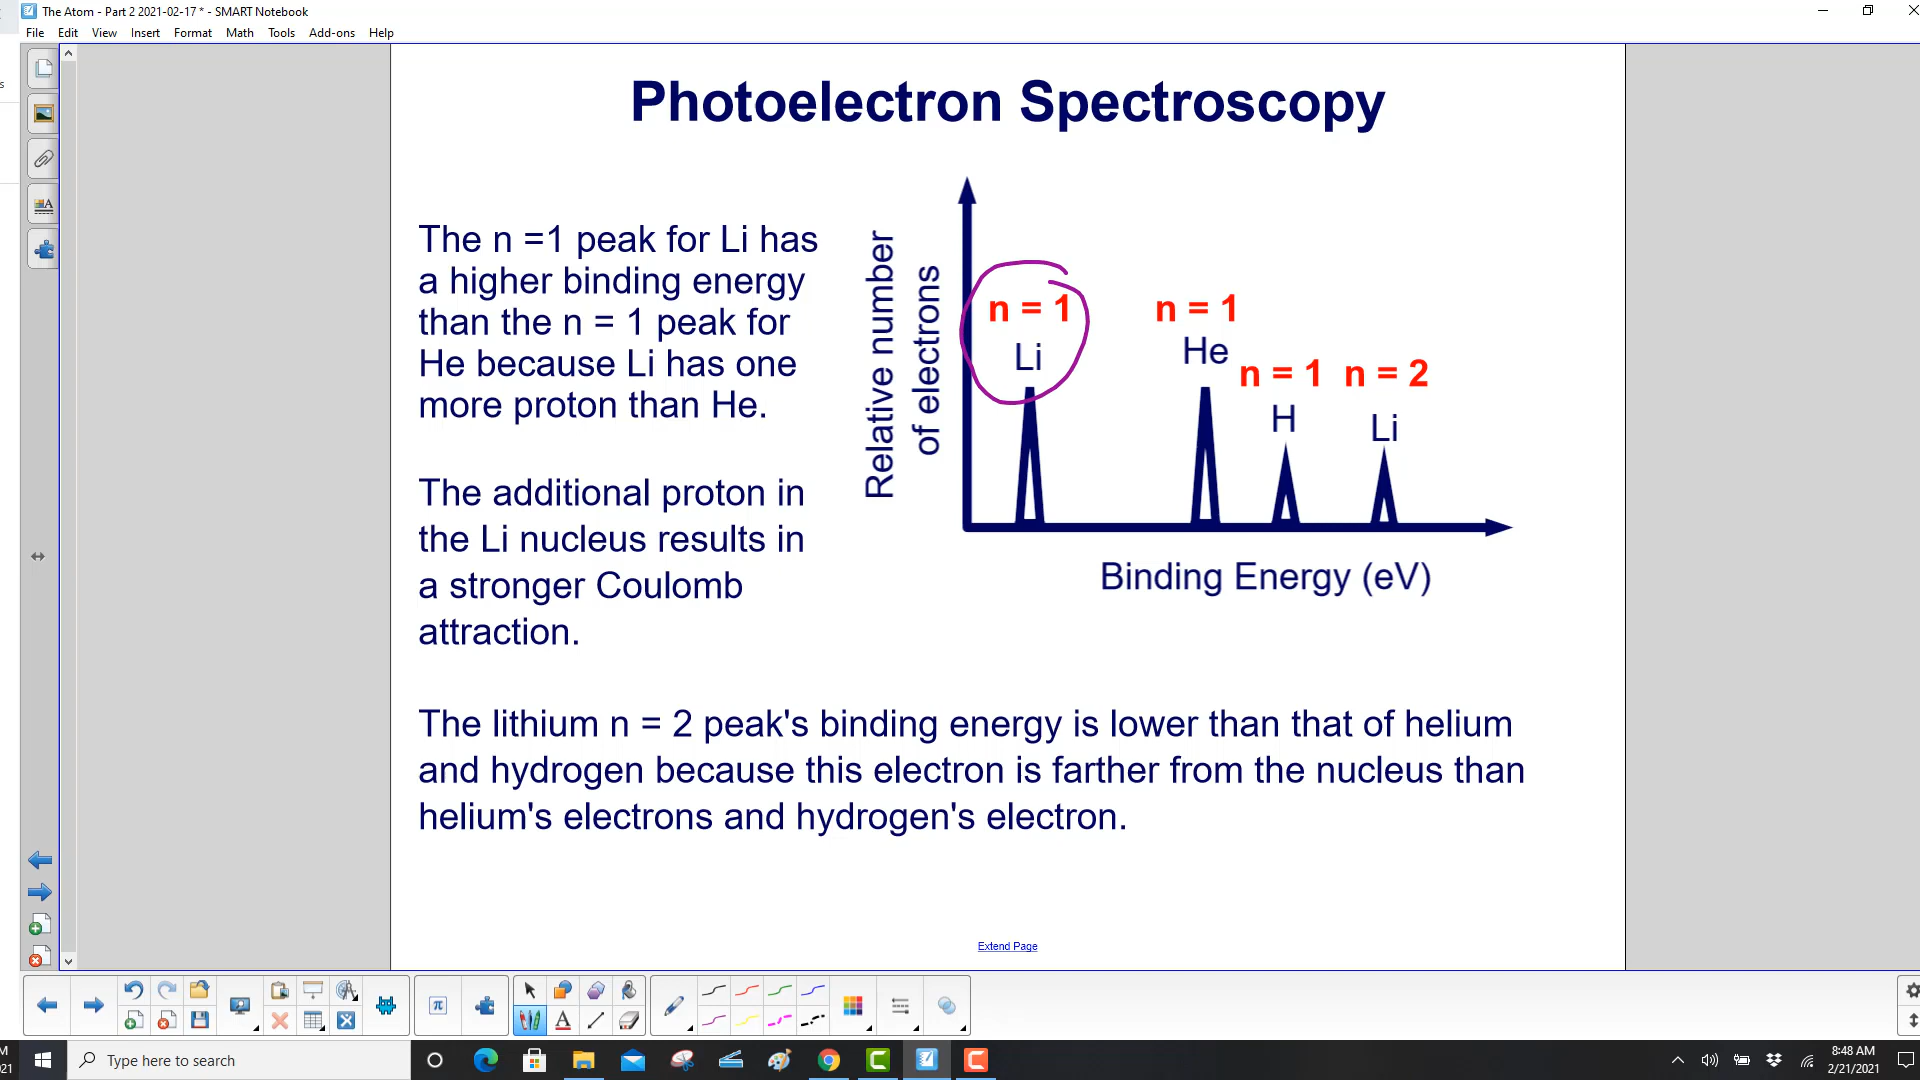 The Atom - Part 2 2021-02-17 * - SMART Notebook
File Edit View Insert Format Math Tools Add-ons Help
Photoelectron Spectroscopy
The n =1 peak for Li has
a higher binding energy
than the n = 1 peak for
He because Li has one
more proton than He.
The additional proton in
the Li nucleus results in
a stronger Coulomb
attraction.
Relative number
of electrons
n = 1
Li
n = 1
He
n = 1
H
n = 2
Li
Binding Energy (eV)
The lithium n = 2 peak's binding energy is lower than that of helium
and hydrogen because this electron is farther from the nucleus than
helium's electrons and hydrogen's electron.
Extend Page
Type here to search
8:48 AM
2/21/2021